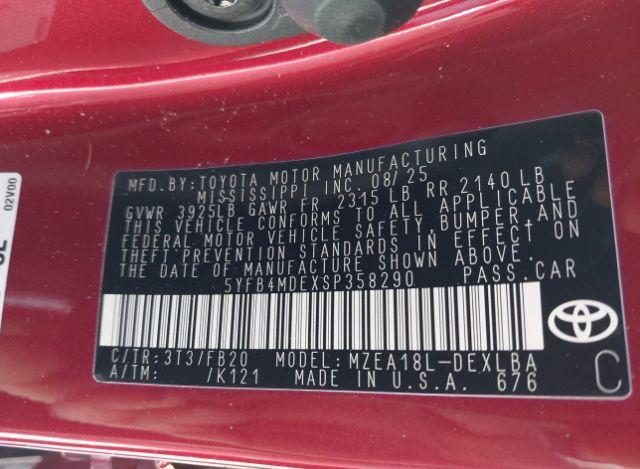 MFD.BY:TOYOTA MOTOR MANUFACTURING
MISSISSIPPI INC. 08/25
GVWR 3925LB GAWR FR 2315 LB RR 2140 LB
THIS VEHICLE CONFORMS TO ALL APPLICABLE
FEDERAL MOTOR VEHICLE SAFETY, BUMPER, AND
THEFT PREVENTION STANDARDS IN EFFECT ON
THE DATE OF MANUFACTURE SHOWN ABOVE.
5YFB4MDEXSP358290 PASS.CAR
C/TR: 3T3/FB20 MODEL: MZEA18L-DEXLBA
A/TM: /K121 MADE IN U.S.A. 676
C
02V00